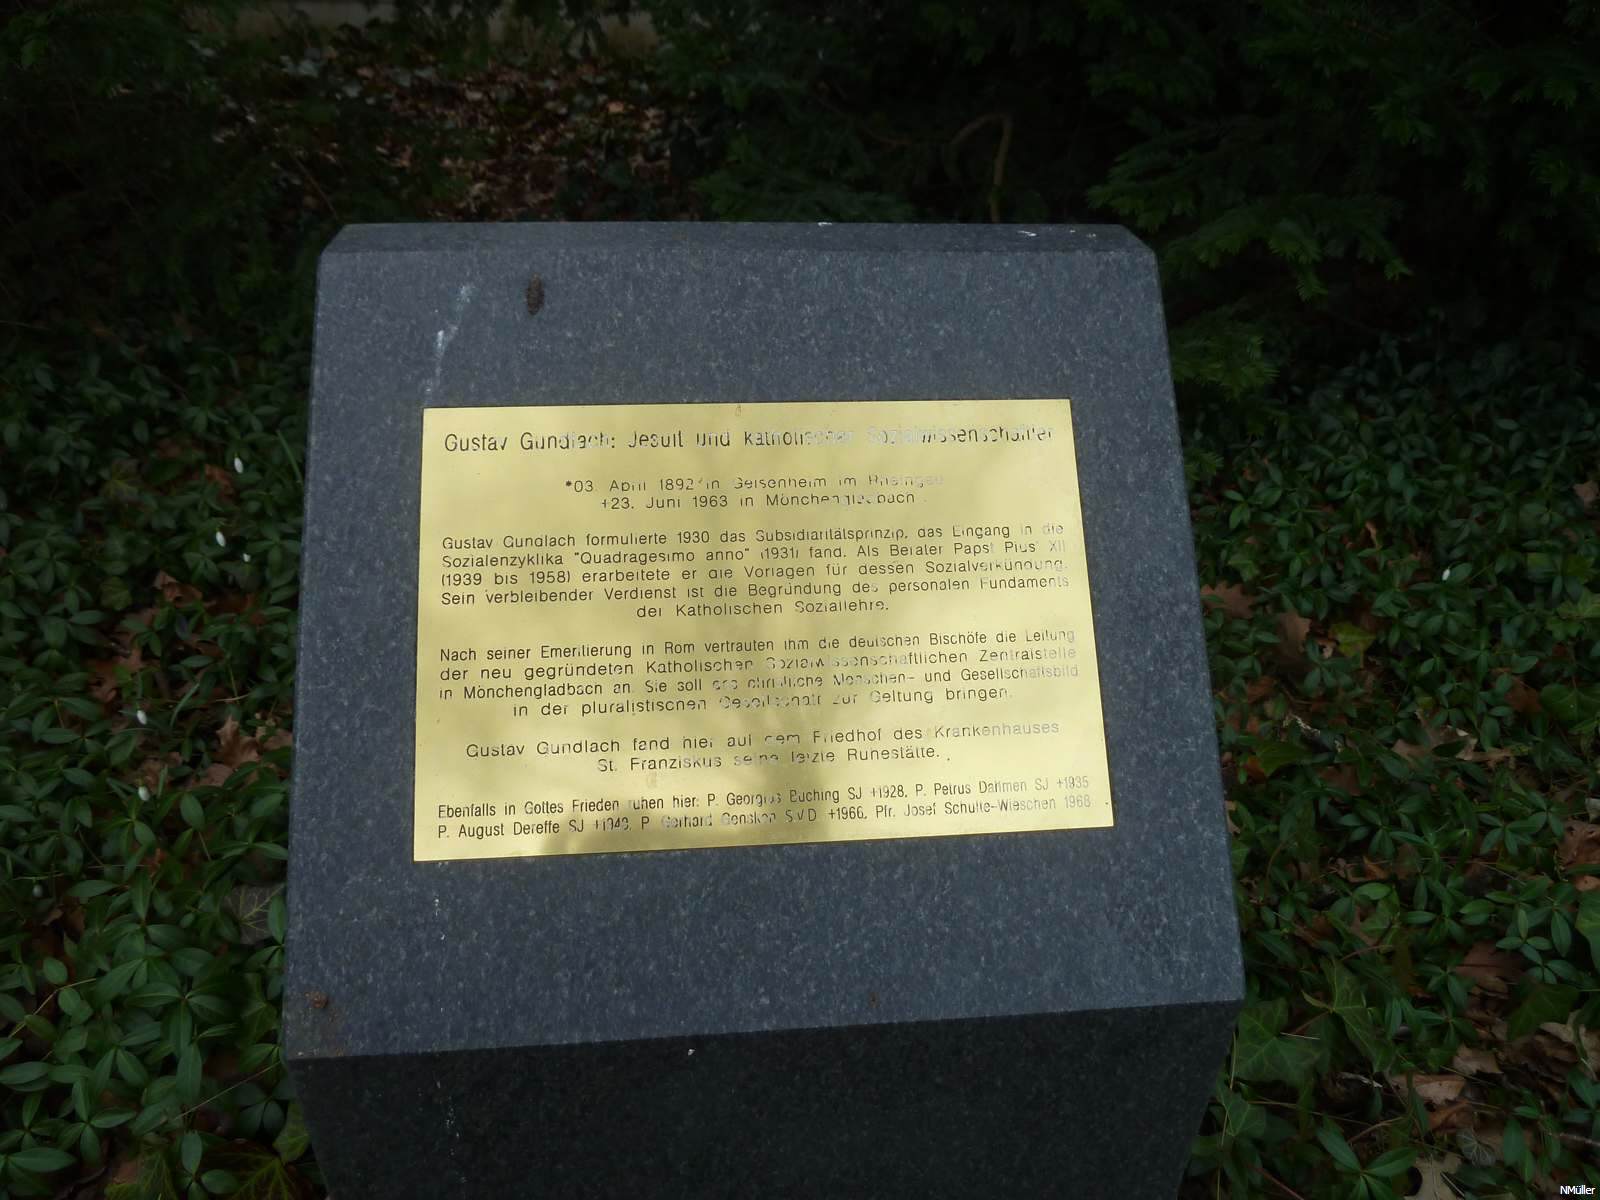 Gustav Gundlach: Jesuit und katholischer Sozialwissenschaftler
*03. April 1892 in Geisenheim im Rheingau
+23. Juni 1963 in Mönchengladbach
Gustav Gundlach formulierte 1930 das Subsidiaritätsprinzip, das Eingang in die
Sozialenzyklika "Quadragesimo anno" (1931) fand. Als Berater Papst Pius' XII
(1939 bis 1958) erarbeitete er die Vorlagen für dessen Sozialverkündung.
Sein verbleibender Verdienst ist die Begründung des personalen Fundaments
der Katholischen Soziallehre.
Nach seiner Emeritierung in Rom vertrauten ihm die deutschen Bischöfe die Leitung
der neu gegründeten Katholischen Sozialwissenschaftlichen Zentralstelle
in Mönchengladbach an. Sie soll das christliche Menschen- und Gesellschaftsbild
in der pluralistischen Gesellschaft zur Geltung bringen.
Gustav Gundlach fand hier auf dem Friedhof des Krankenhauses
St. Franziskus seine letzte Ruhestätte.
Ebenfalls in Gottes Frieden ruhen hier: P. Georgius Buching SJ +1928, P. Petrus Dahmen SJ +1935
P. August Dereffe SJ P. Gerhard +1966, Pfr. Josef Schulte-Wieschen 1968
NMüller